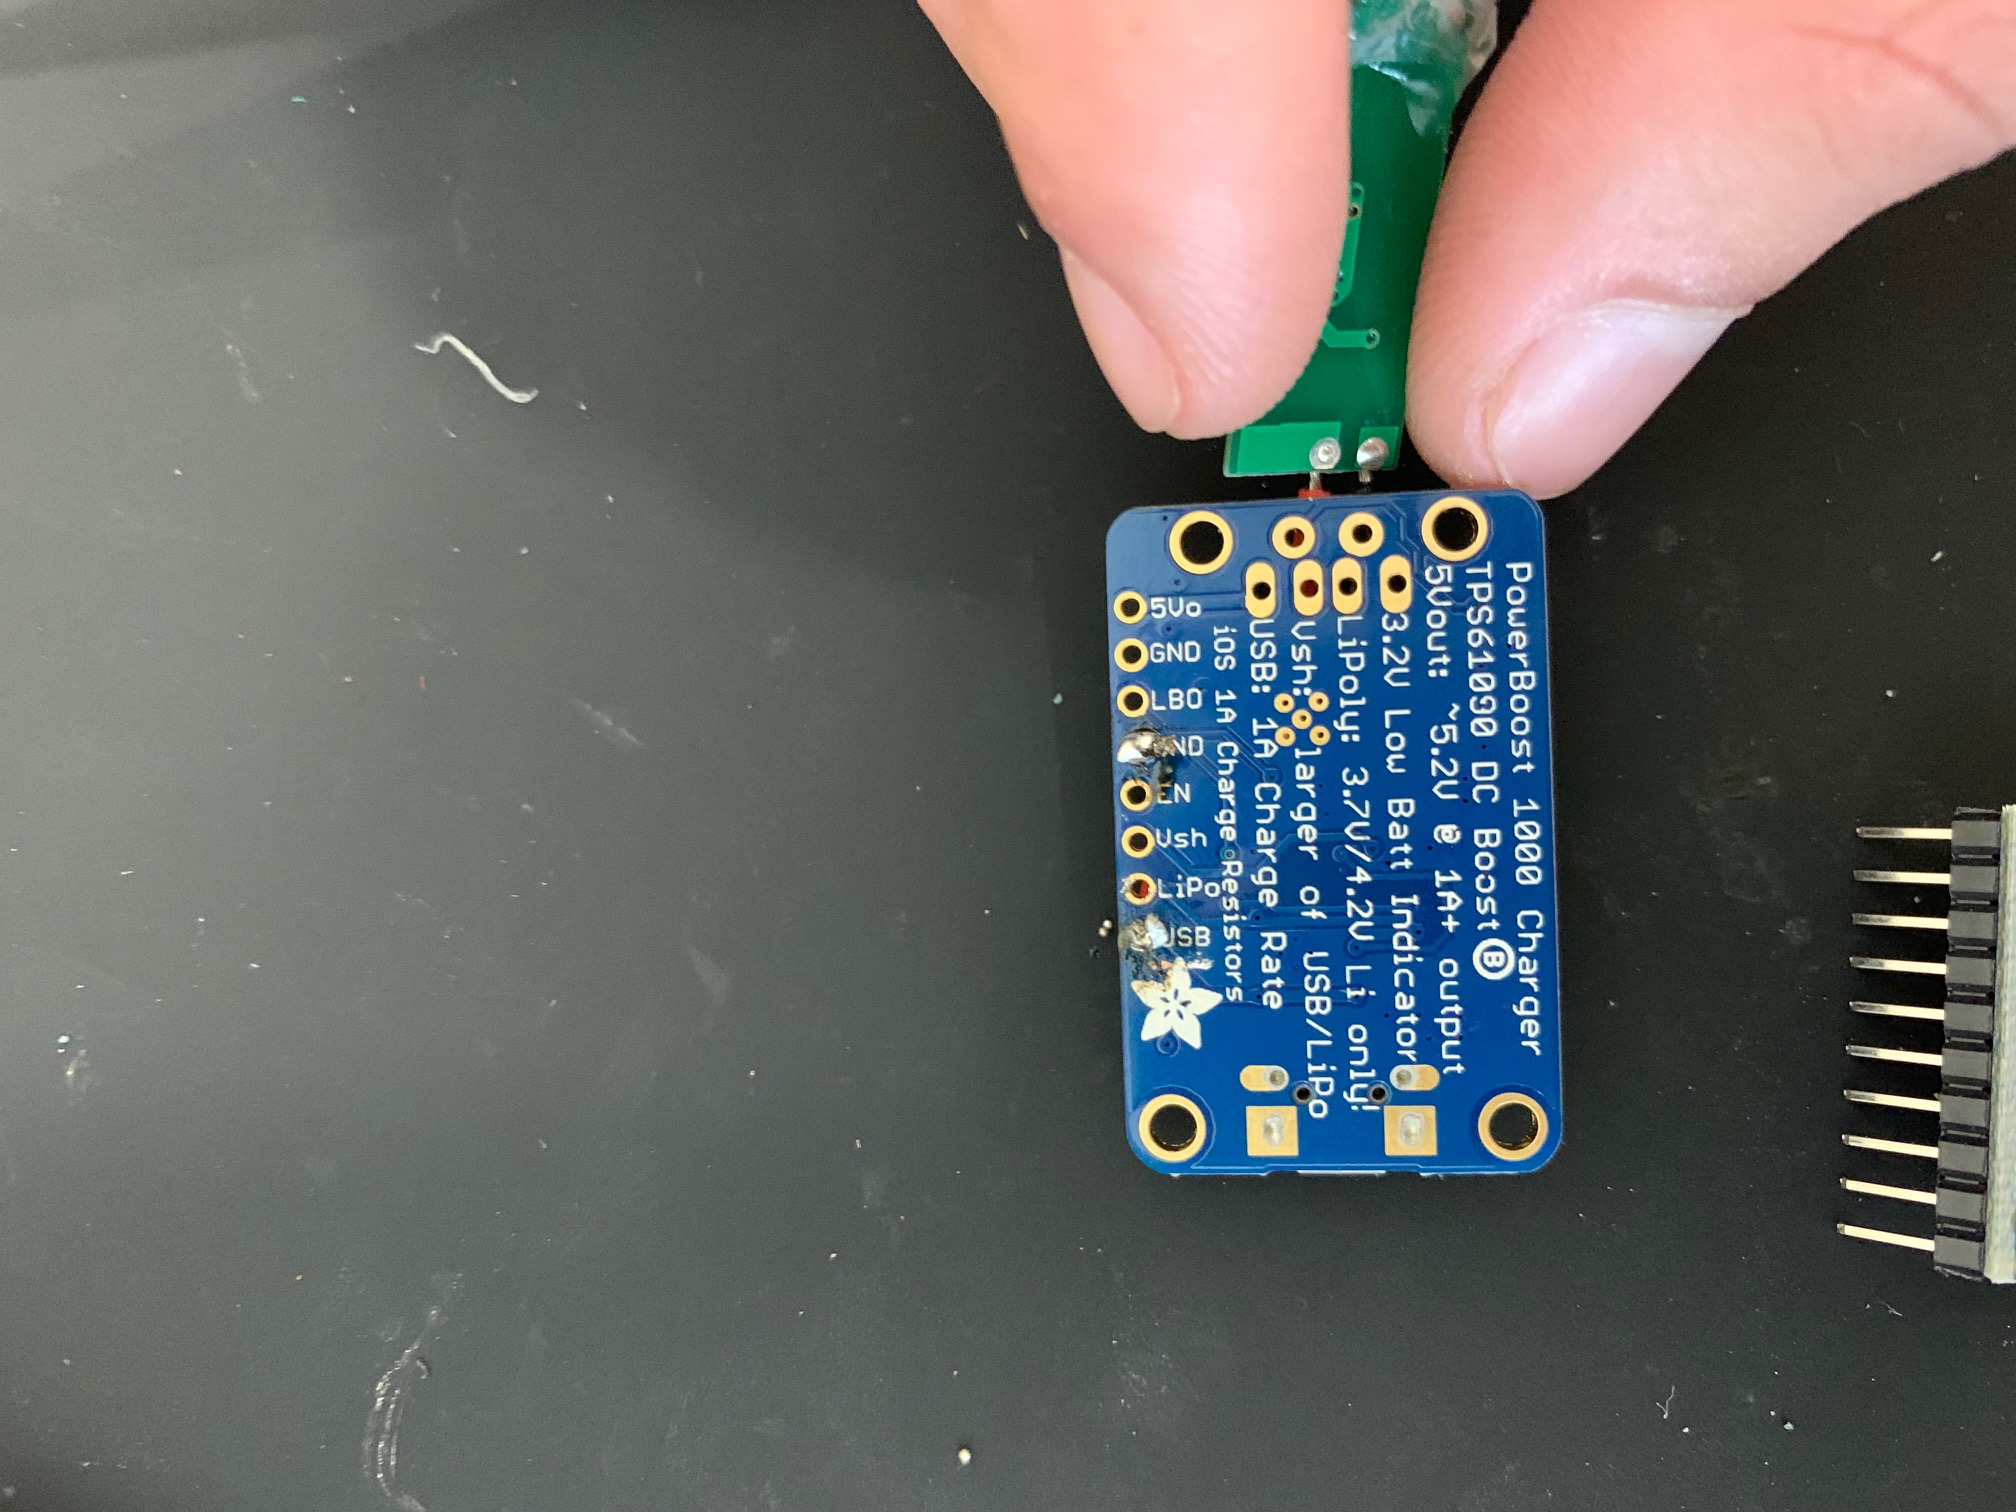 PowerBoost 1000 Charger
TPS61090 DC Boost B
5Vout: ~5.2V @ 1A+ output
3.2V Low Batt Indicator
LiPoly: 3.7V/4.2V Li only!
Vsh: larger of USB/LiPo
USB: 1A Charge Rate
iOS 1A Charge Resistors
5Vo
GND
LBO
ND
EN
Vsh
LiPo
USB